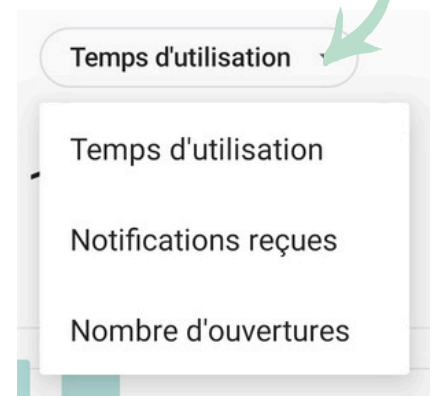 Temps d'utilisation
Temps d'utilisation
Notifications reçues
Nombre d'ouvertures